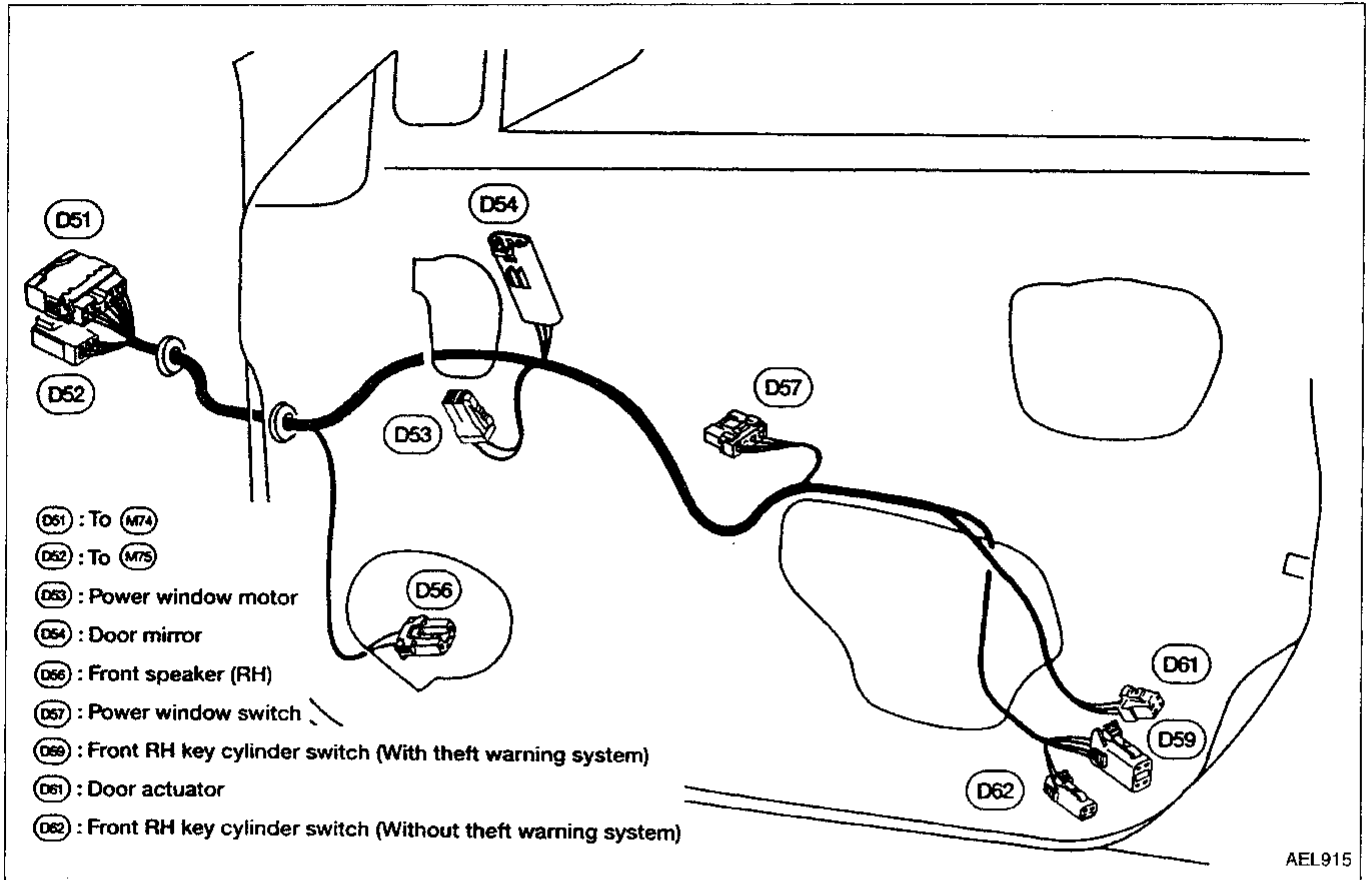 D51
D54
D52
D53
D57
D56
D61
D59
D62
D51 : To M74
D52 : To M75
D53 : Power window motor
D54 : Door mirror
D56 : Front speaker (RH)
D57 : Power window switch
D59 : Front RH key cylinder switch (With theft warning system)
D61 : Door actuator
D62 : Front RH key cylinder switch (Without theft warning system)
AEL915